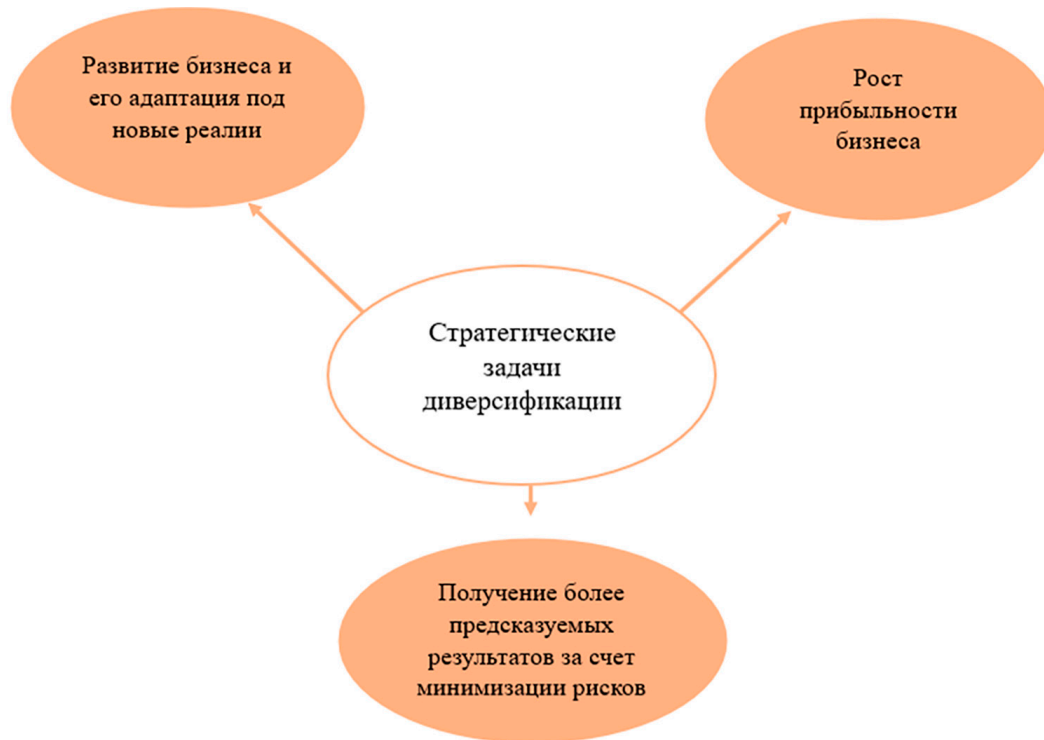 Развитие бизнеса и
его адаптация под
новые реалии
Рост
прибыльности
бизнеса
Стратегические
задачи
диверсификации
Получение более
предсказуемых
результатов за счет
минимизации рисков